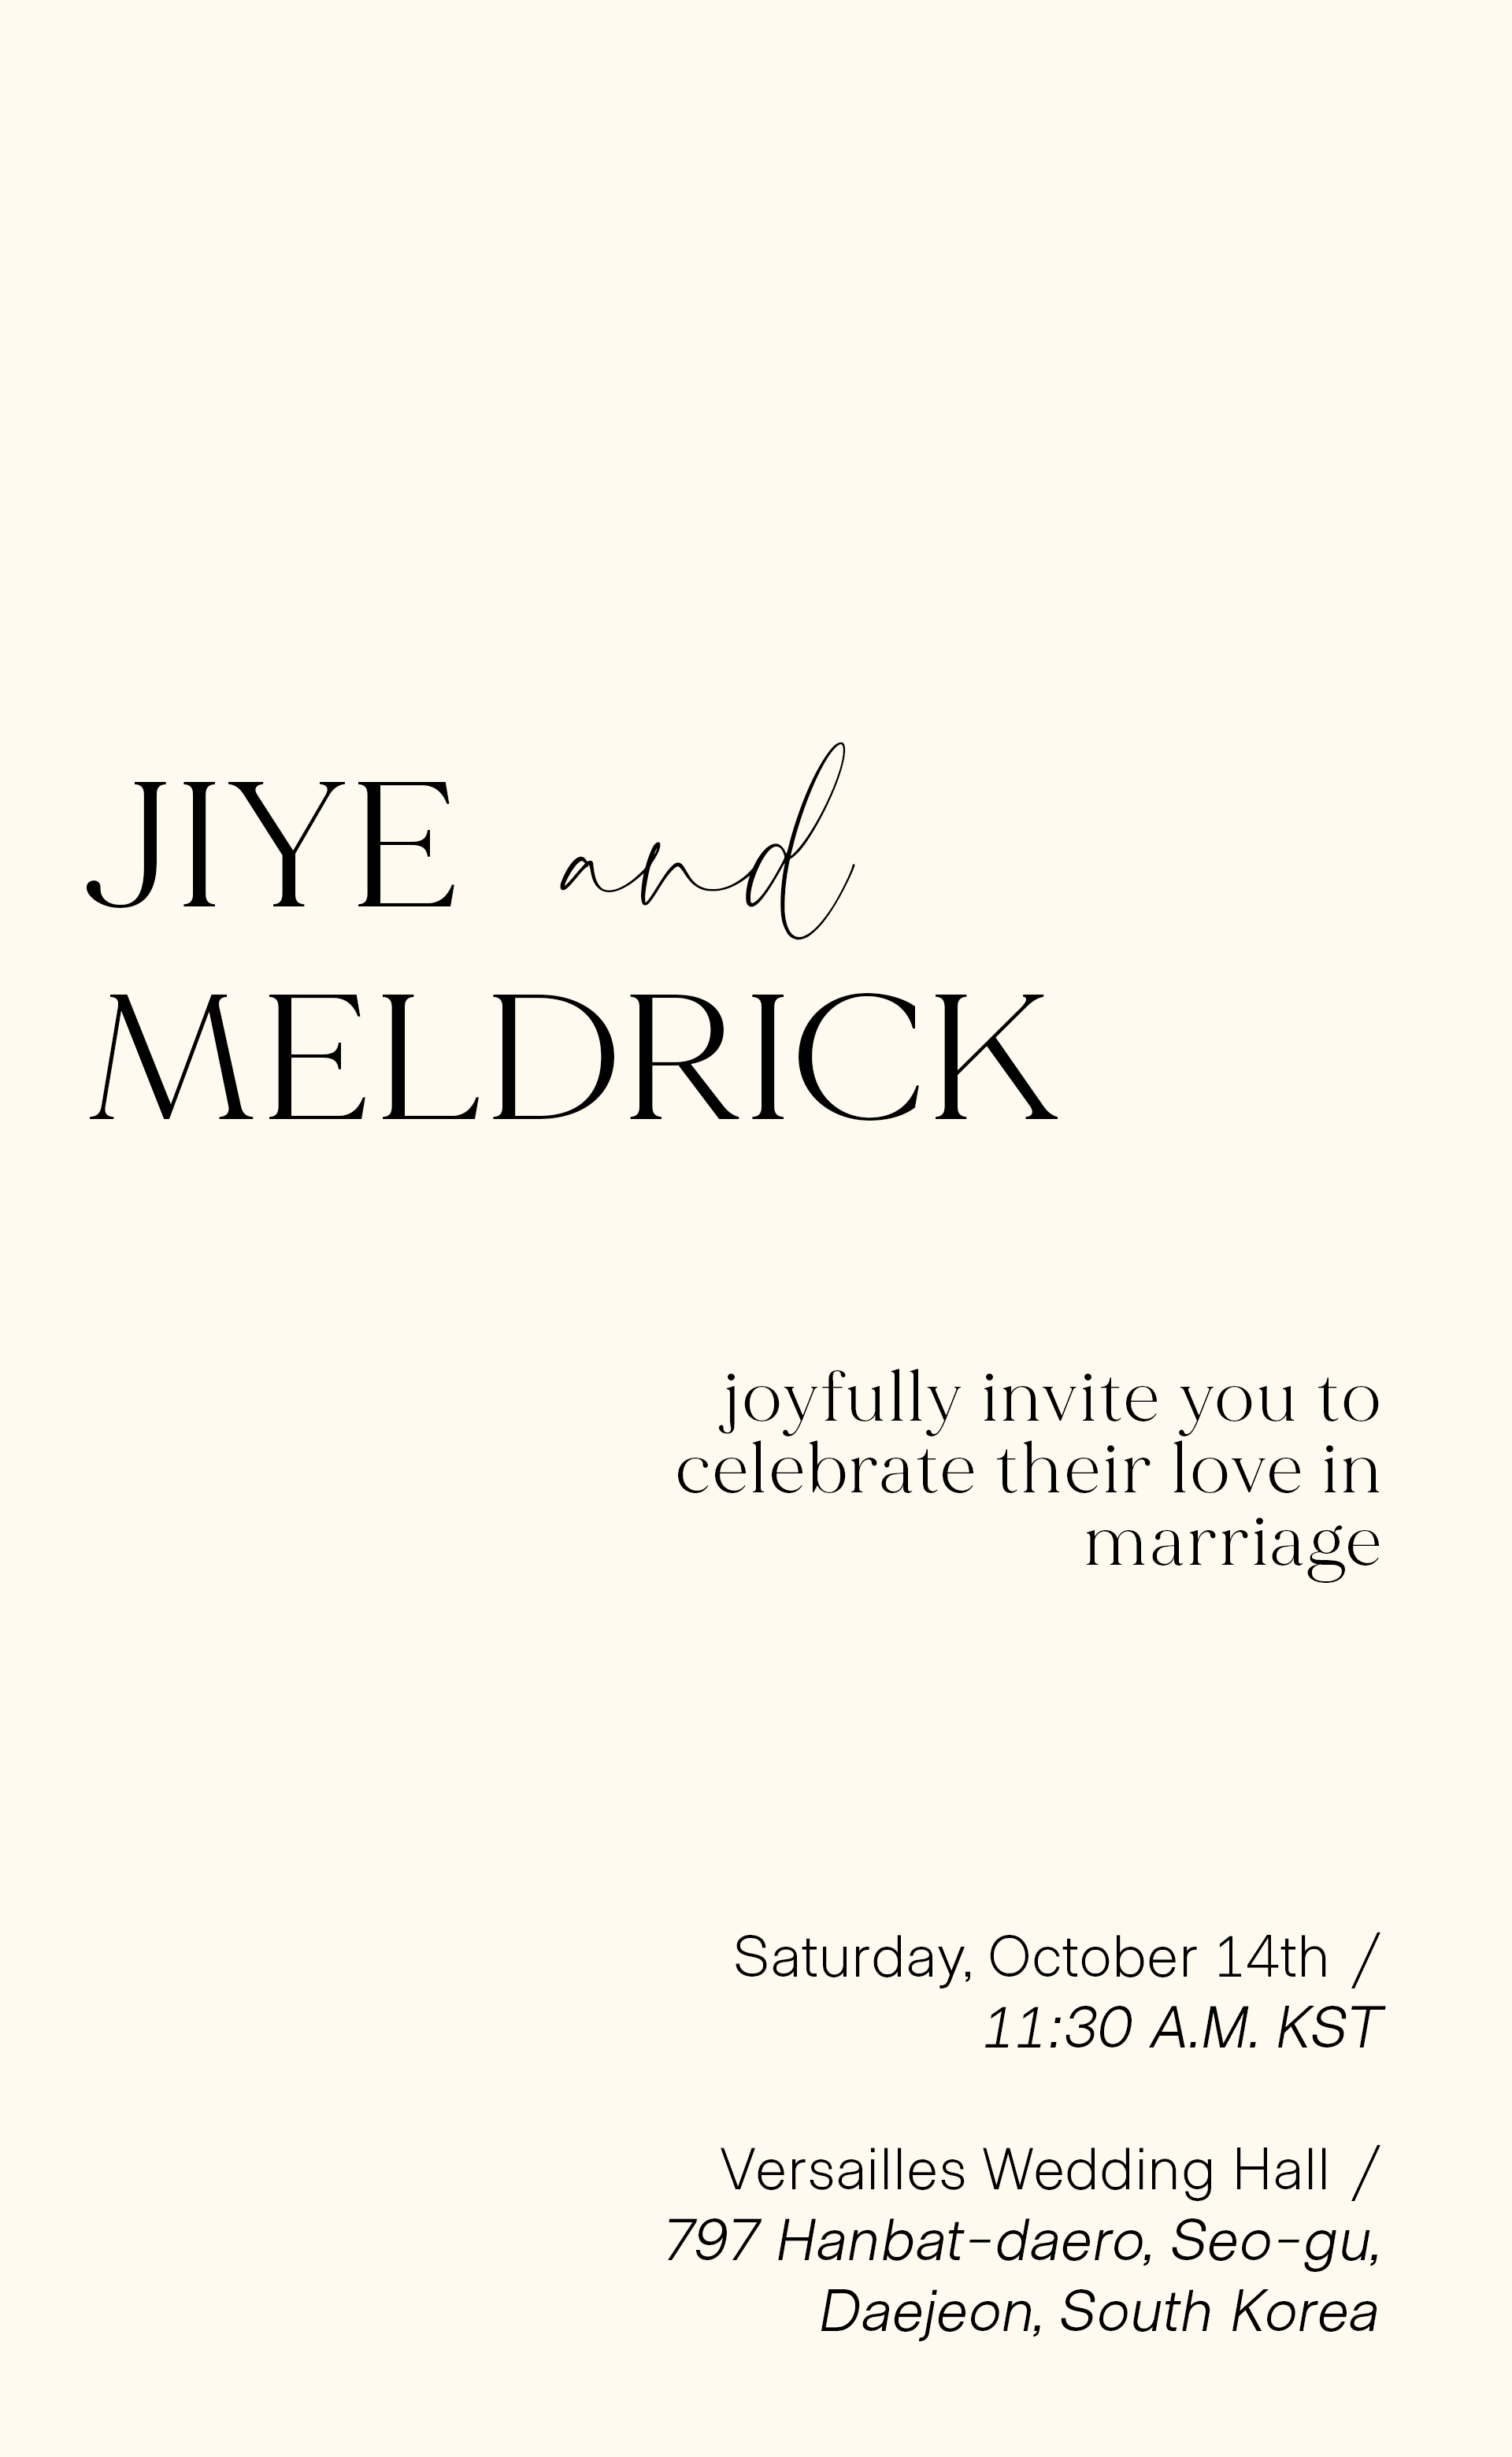 JIYE and
MELDRICK
joyfully invite you to
celebrate their love in
marriage
Saturday, October 14th /
11:30 A.M. KST
Versailles Wedding Hall /
797 Hanbat-daero, Seo-gu,
Daejeon, South Korea